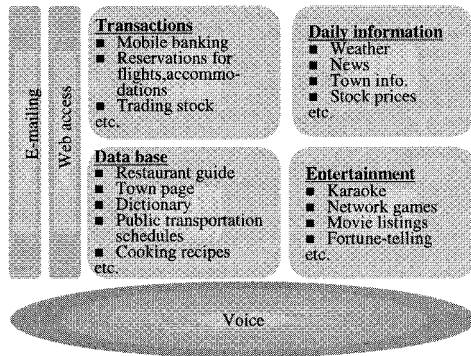 E-mailing
Web access
Transactions
■ Mobile banking
■ Reservations for
flights,accommo-
dations
■ Trading stock
etc.
Daily information
■ Weather
■ News
■ Town info.
■ Stock prices
etc.
Data base
■ Restaurant guide
■ Town page
■ Dictionary
■ Public transportation
schedules
■ Cooking recipes
etc.
Entertainment
■ Karaoke
■ Network games
■ Movie listings
■ Fortune-telling
etc.
Voice